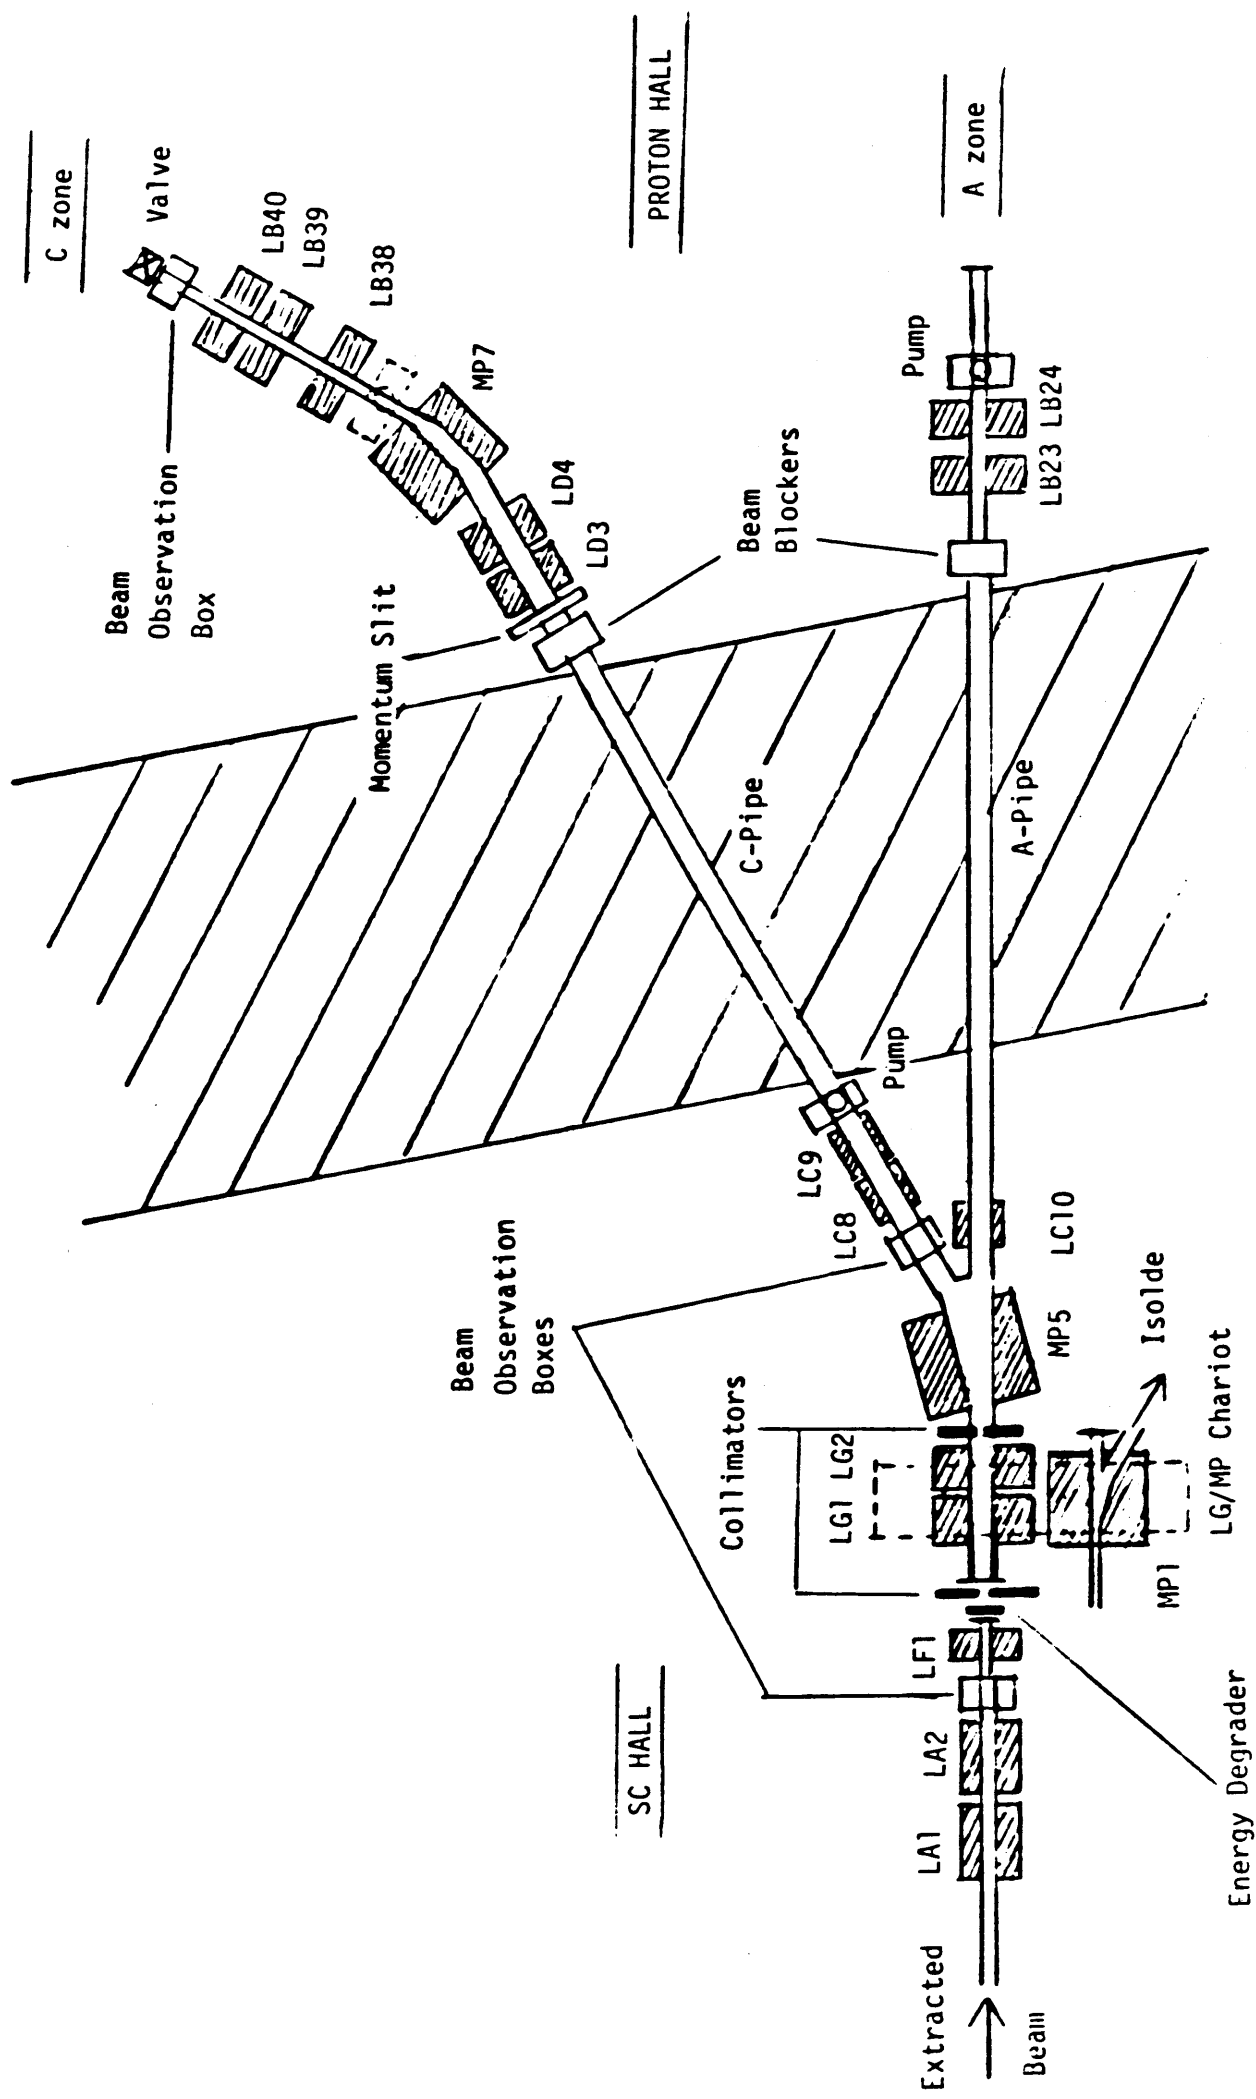 C zone
Valve
LB40
LB39
LB38
MP7
LD4
LD3
Beam
Observation
Box
Momentum Slit
PROTON HALL
A zone
Pump
LB23 LB24
Beam
Blockers
C-Pipe
A-Pipe
Pump
LC9
LC8
LC10
MP5
Isolde
Beam
Observation
Boxes
Collimators
LG1 LG2
LG/MP Chariot
MP1
LF1
SC HALL
LA2
LA1
Energy Degrader
Extracted
Beam